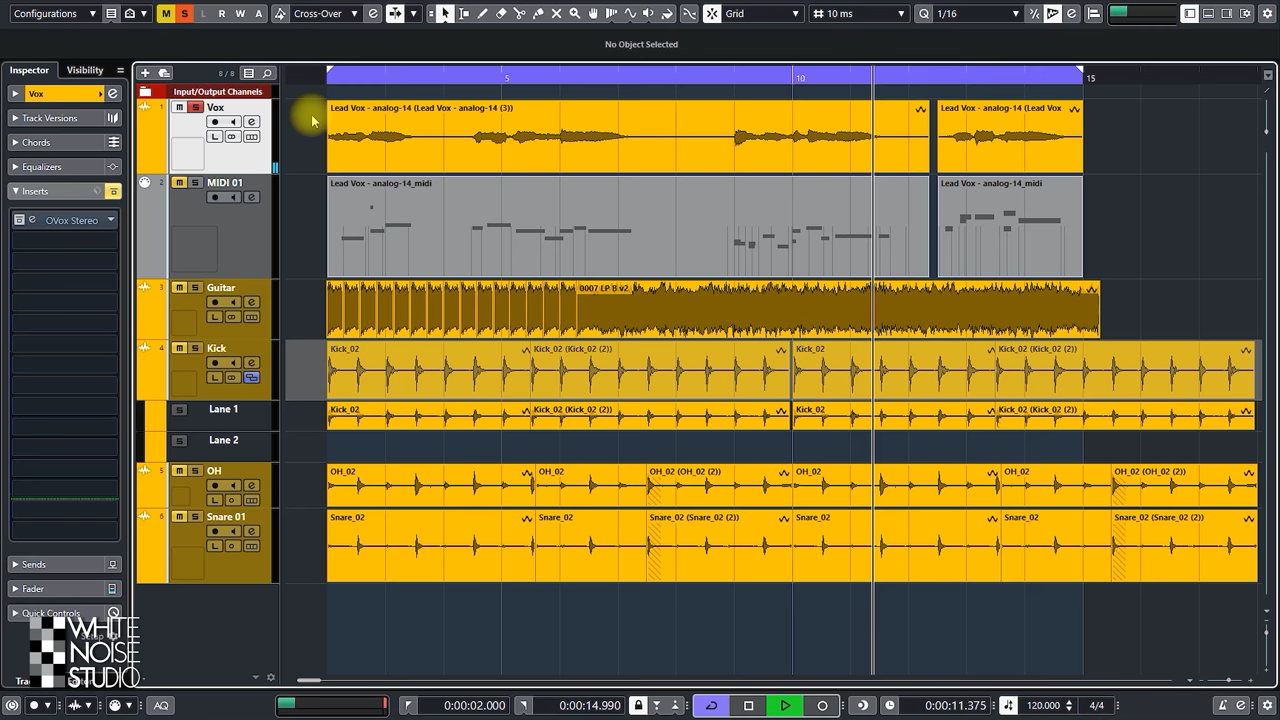 Configurations M S L R W A Cross-Over Grid 10 ms 1/16
No Object Selected
Inspector Visibility 8 / 8 5 10 15
Input/Output Channels
Vox
1 M S Vox
Lead Vox - analog-14 (Lead Vox - analog-14 (3)) Lead Vox - analog-14 (Lead Vox
Track Versions
L
Chords
Equalizers
2 M S MIDI 01
Lead Vox - analog-14_midi Lead Vox - analog-14_midi
Inserts
OVox Stereo
3 M S Guitar
0007 LP B v2
L
4 M S Kick
Kick_02 Kick_02 (Kick_02 (2)) Kick_02 Kick_02 (Kick_02 (2))
L
S Lane 1
Kick_02 Kick_02 (Kick_02 (2)) Kick_02 Kick_02 (Kick_02 (2))
S Lane 2
5 M S OH
OH_02 OH_02 OH_02 (OH_02 (2)) OH_02 OH_02 OH_02 (OH_02 (2))
L
6 M S Snare 01
Snare_02 Snare_02 Snare_02 (Snare_02 (2)) Snare_02 Snare_02 Snare_02 (Snare_02 (2))
L
Sends
Fader
Quick Controls
WHITE
NOISE
STUDIO
AQ 0:00:02.000 0:00:14.990 0:00:11.375 120.000 4/4